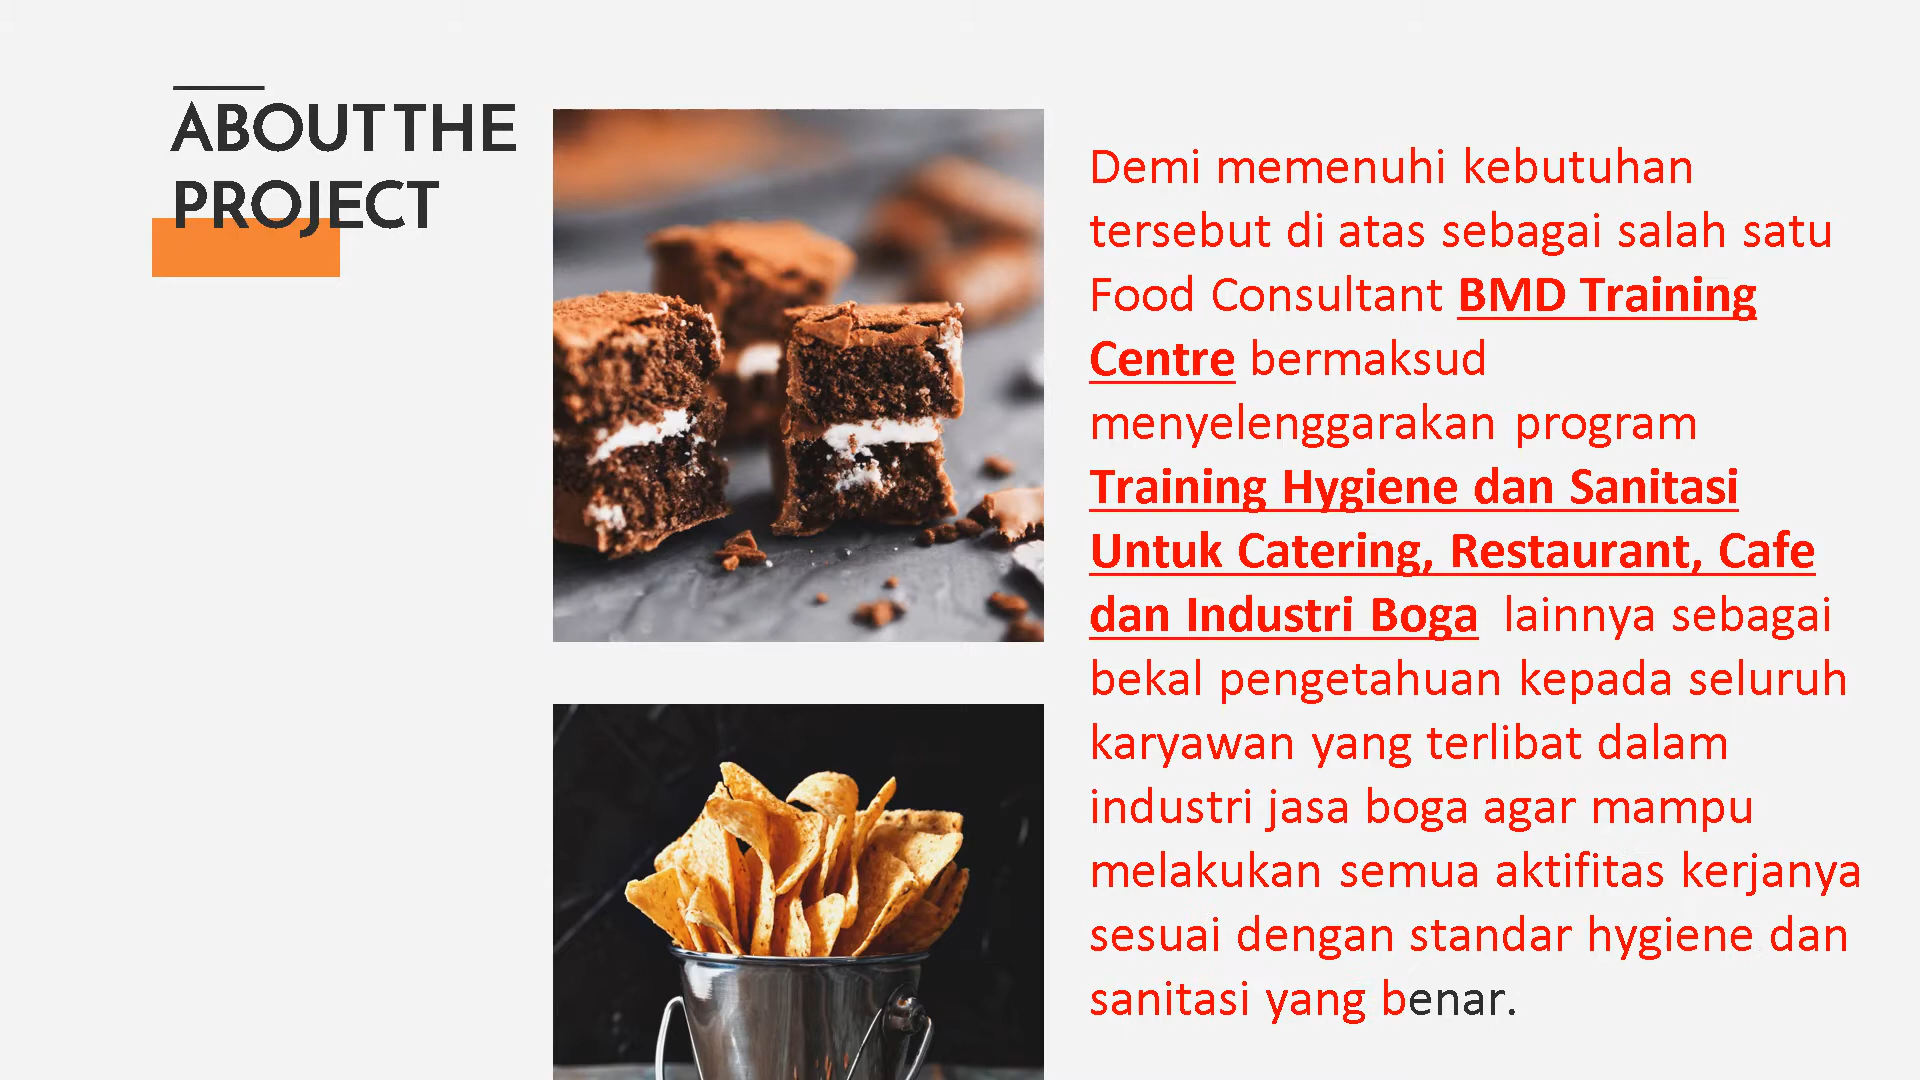 ABOUT THE
PROJECT
Demi memenuhi kebutuhan
tersebut di atas sebagai salah satu
Food Consultant BMD Training
Centre bermaksud
menyelenggarakan program
Training Hygiene dan Sanitasi
Untuk Catering, Restaurant, Cafe
dan Industri Boga lainnya sebagai
bekal pengetahuan kepada seluruh
karyawan yang terlibat dalam
industri jasa boga agar mampu
melakukan semua aktifitas kerjanya
sesuai dengan standar hygiene dan
sanitasi yang benar.